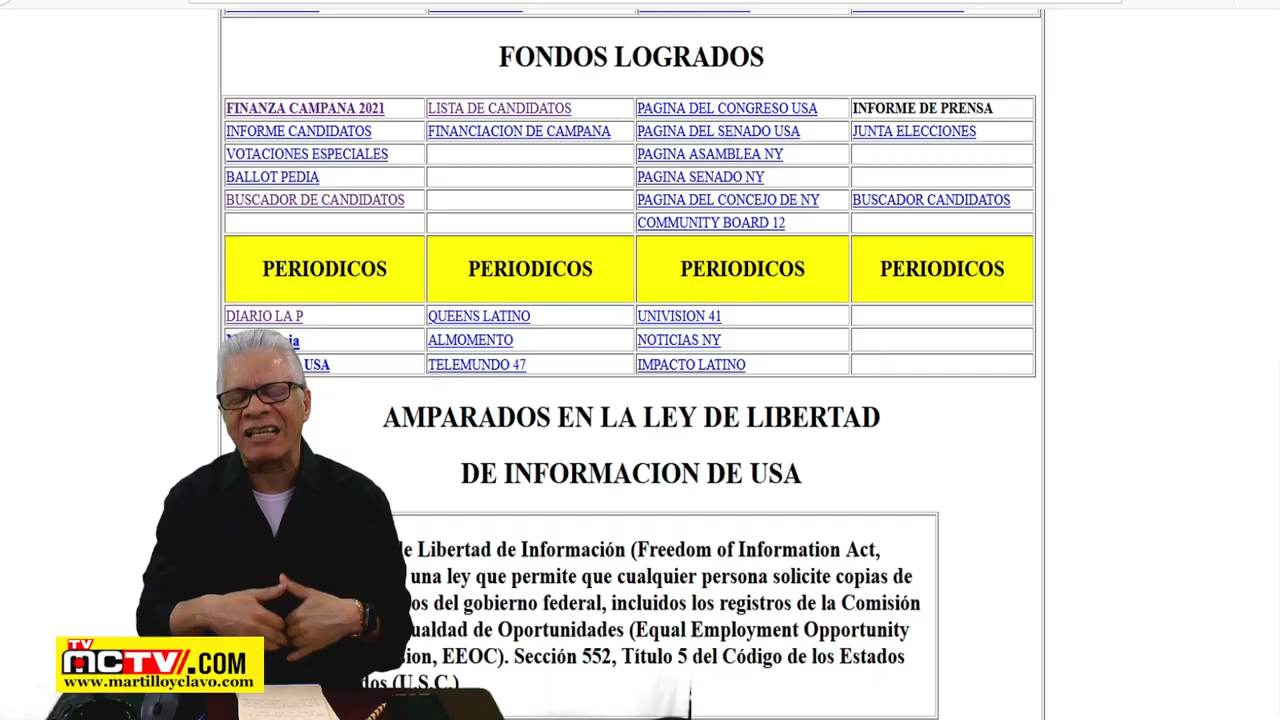 FONDOS LOGRADOS
FINANZA CAMPANA 2021 LISTA DE CANDIDATOS PAGINA DEL CONGRESO USA INFORME DE PRENSA
INFORME CANDIDATOS FINANCIACION DE CAMPANA PAGINA DEL SENADO USA JUNTA ELECCIONES
VOTACIONES ESPECIALES PAGINA ASAMBLEA NY
BALLOT PEDIA PAGINA SENADO NY
BUSCADOR DE CANDIDATOS PAGINA DEL CONCEJO DE NY BUSCADOR CANDIDATOS
COMMUNITY BOARD 12
PERIODICOS PERIODICOS PERIODICOS PERIODICOS
DIARIO LA P QUEENS LATINO UNIVISION 41
ALMOMENTO NOTICIAS NY
USA TELEMUNDO 47 IMPACTO LATINO
AMPARADOS EN LA LEY DE LIBERTAD
DE INFORMACION DE USA
de Libertad de Información (Freedom of Information Act,
una ley que permite que cualquier persona solicite copias de
del gobierno federal, incluidos los registros de la Comisión
de Oportunidades (Equal Employment Opportunity
EEOC). Sección 552, Título 5 del Código de los Estados
(U.S.C.)
TV
MCTV.COM
www.martilloyclavo.com